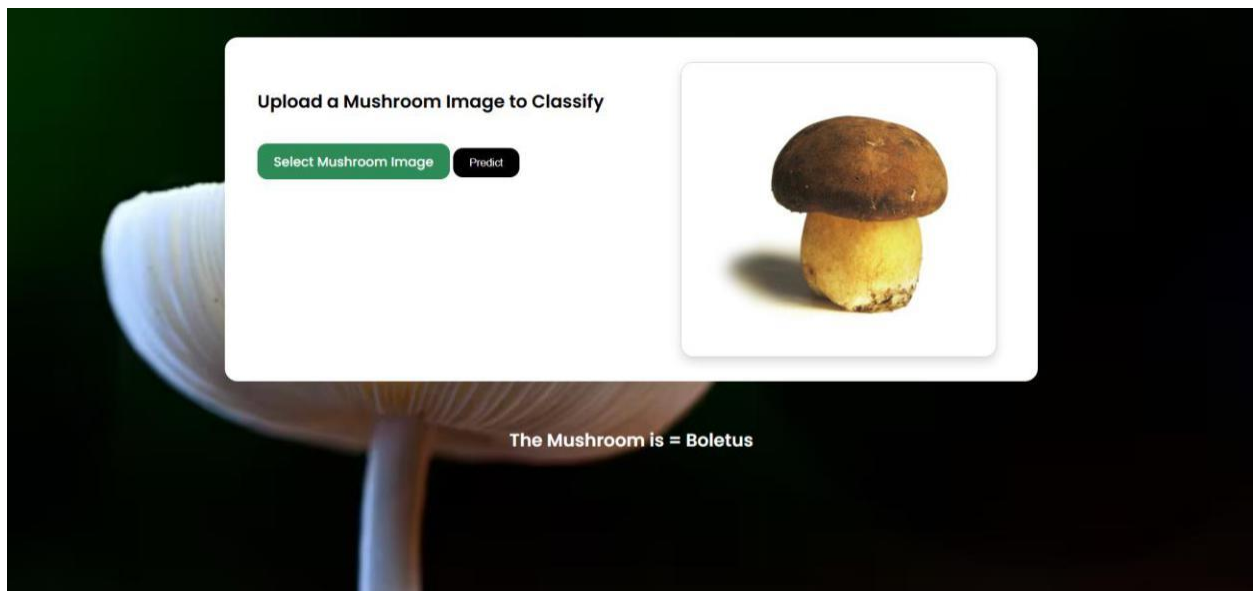 Upload a Mushroom Image to Classify
Select Mushroom Image Predict
The Mushroom is = Boletus